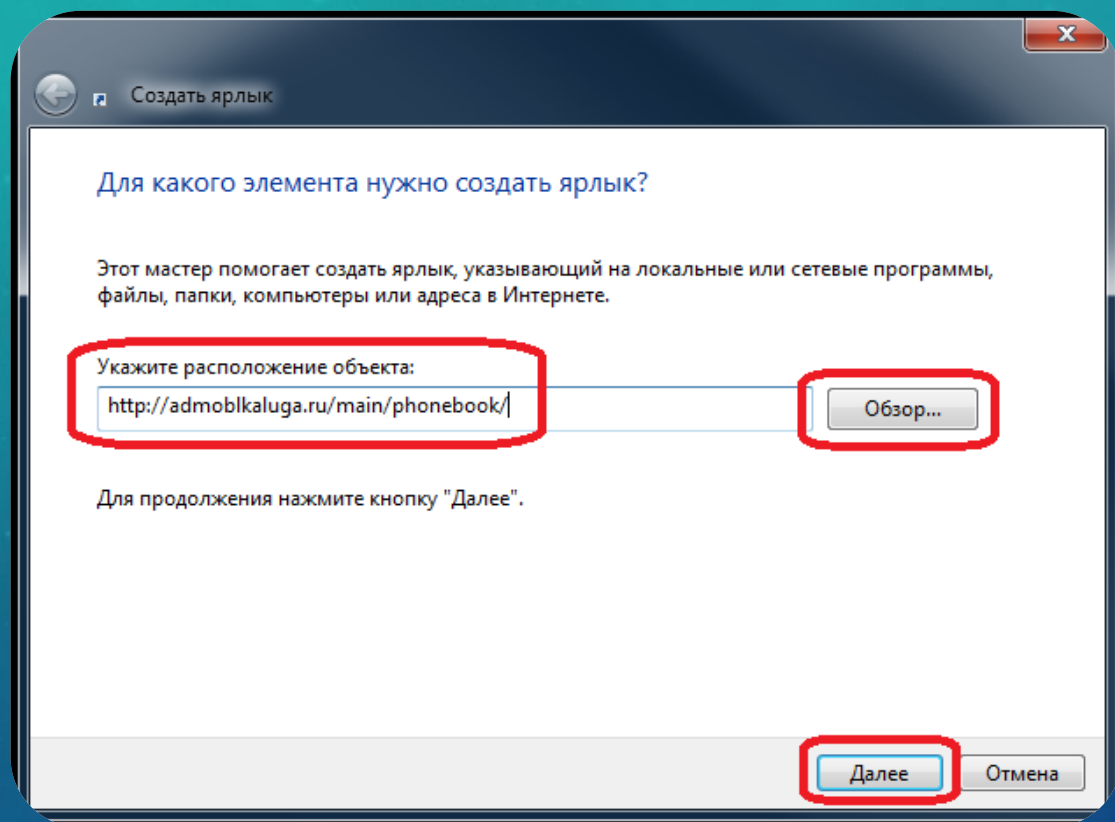 Создать ярлык
Для какого элемента нужно создать ярлык?
Этот мастер помогает создать ярлык, указывающий на локальные или сетевые программы,
файлы, папки, компьютеры или адреса в Интернете.
Укажите расположение объекта:
http://admoblkaluga.ru/main/phonebook/
Обзор...
Для продолжения нажмите кнопку "Далее".
Далее
Отмена